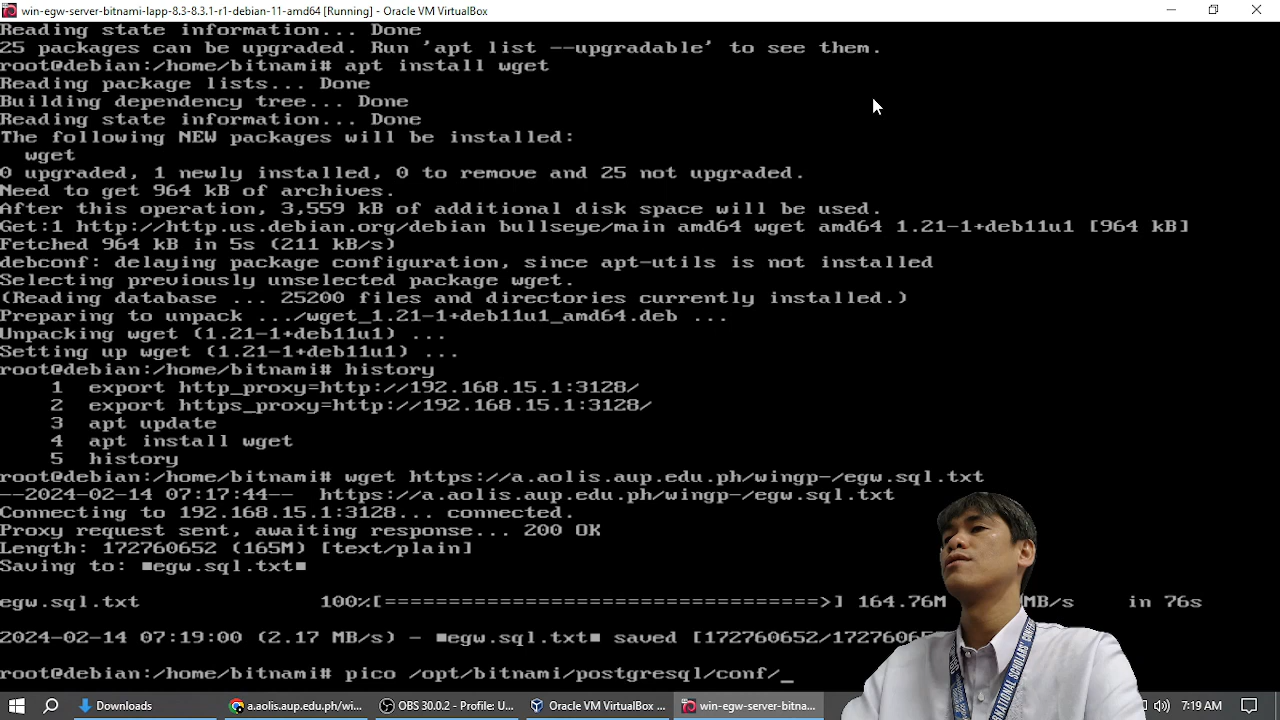 win-egw-server-bitnami-lapp-8.3-8.3.1-r1-debian-11-amd64 [Running] - Oracle VM VirtualBox
Reading state information... Done
25 packages can be upgraded. Run 'apt list --upgradable' to see them.
root@debian:/home/bitnami# apt install wget
Reading package lists... Done
Building dependency tree... Done
Reading state information... Done
The following NEW packages will be installed:
wget
0 upgraded, 1 newly installed, 0 to remove and 25 not upgraded.
Need to get 964 kB of archives.
After this operation, 3,559 kB of additional disk space will be used.
Get:1 http://http.us.debian.org/debian bullseye/main amd64 wget amd64 1.21-1+deb11u1 [964 kB]
Fetched 964 kB in 5s (211 kB/s)
debconf: delaying package configuration, since apt-utils is not installed
Selecting previously unselected package wget.
(Reading database ... 25200 files and directories currently installed.)
Preparing to unpack .../wget_1.21-1+deb11u1_amd64.deb ...
Unpacking wget (1.21-1+deb11u1) ...
Setting up wget (1.21-1+deb11u1) ...
root@debian:/home/bitnami# history
1 export http_proxy=http://192.168.15.1:3128/
2 export https_proxy=http://192.168.15.1:3128/
3 apt update
4 apt install wget
5 history
root@debian:/home/bitnami# wget https://a.aolis.aup.edu.ph/wingp-/egw.sql.txt
--2024-02-14 07:17:44-- https://a.aolis.aup.edu.ph/wingp-/egw.sql.txt
Connecting to 192.168.15.1:3128... connected.
Proxy request sent, awaiting response... 200 OK
Length: 172760652 (165M) [text/plain]
Saving to: ■egw.sql.txt■
egw.sql.txt 100%[==================================>] 164.76M MB/s in 76s
2024-02-14 07:19:00 (2.17 MB/s) - ■egw.sql.txt■ saved [172760652/1727606
root@debian:/home/bitnami# pico /opt/bitnami/postgresql/conf/_
Downloads
a.aolis.aup.edu.ph/wi...
OBS 30.0.2 - Profile: U...
Oracle VM VirtualBox ...
win-egw-server-bitna...
7:19 AM